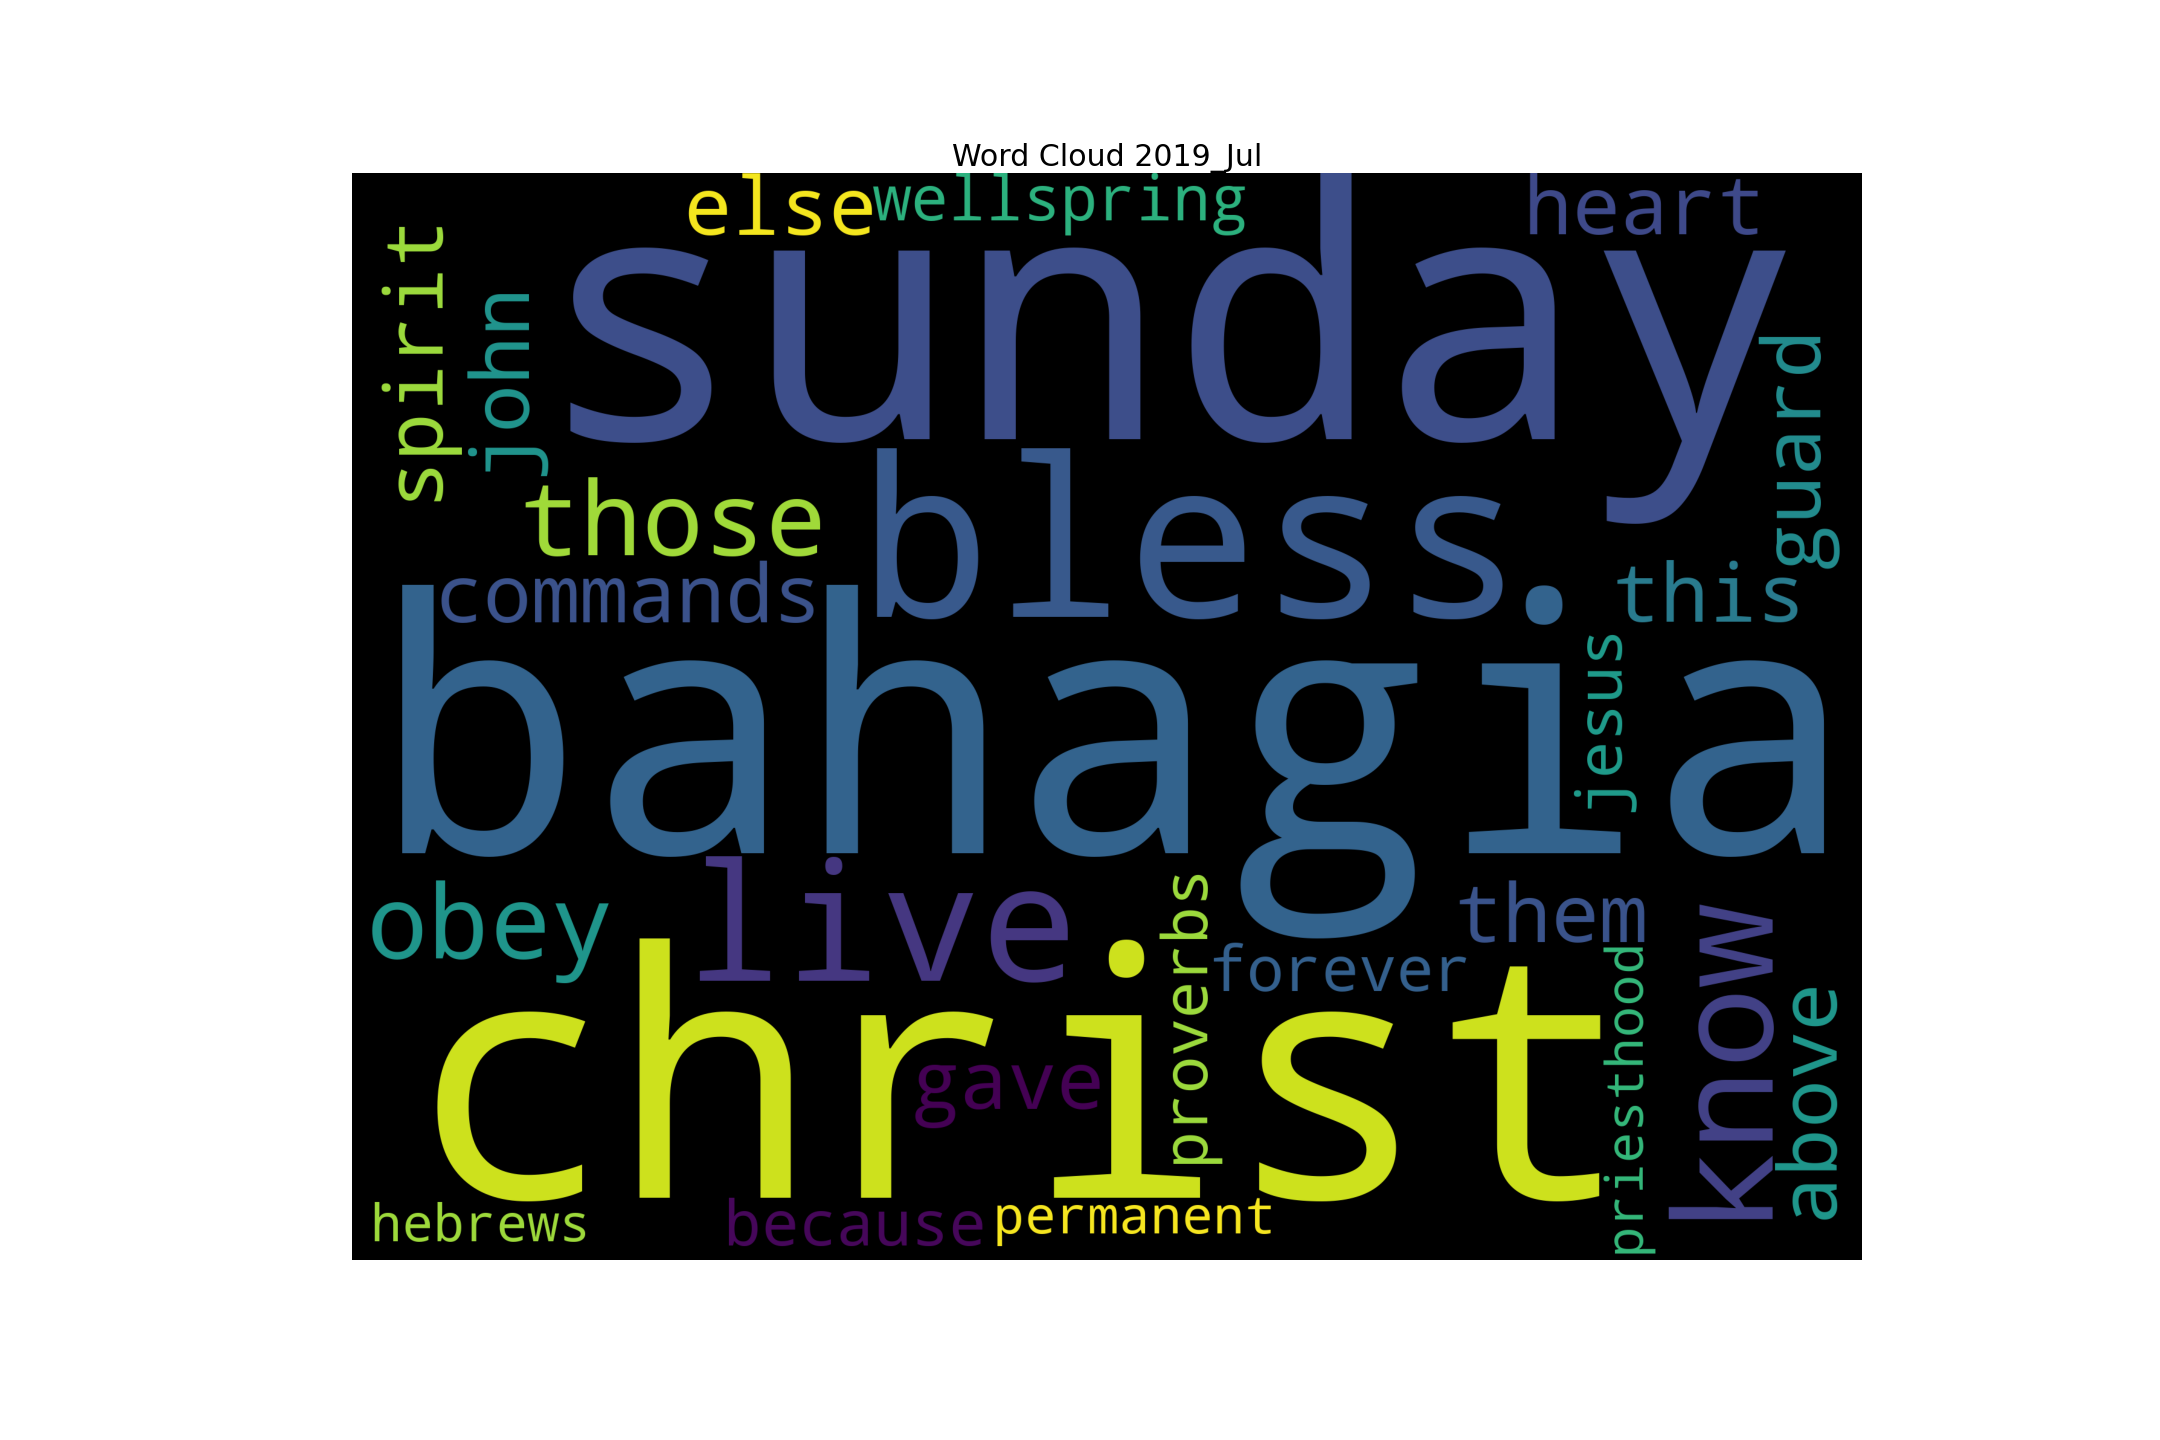 Word Cloud 2019_Jul
else
wellspring
heart
spirit
john
sunday
guard
those
bless
commands
this
bahagia
jesus
obey
live
proverbs
them
forever
know
christ
gave
priesthood
above
hebrews
because
permanent